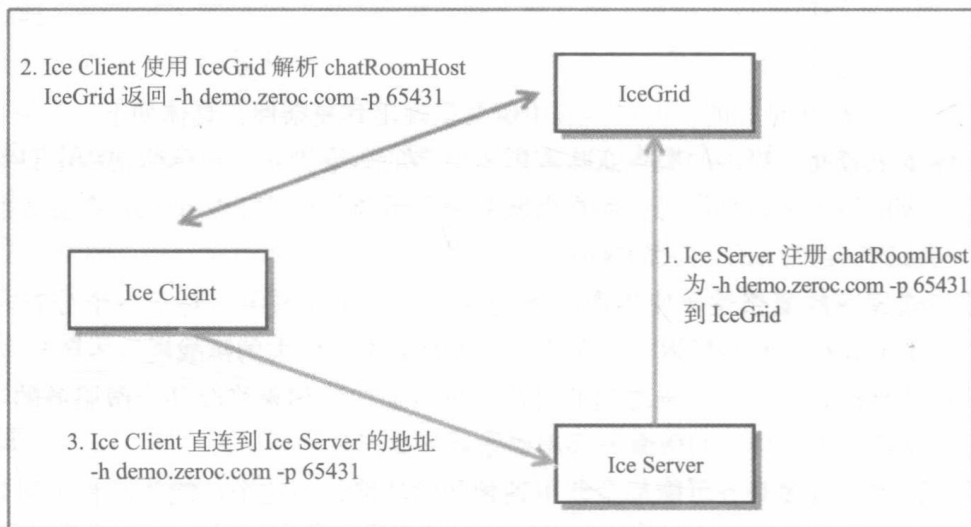 2. Ice Client 使用 IceGrid 解析 chatRoomHost
IceGrid 返回 -h demo.zeroc.com -p 65431
IceGrid
Ice Client
1. Ice Server 注册 chatRoomHost
为 -h demo.zeroc.com -p 65431
到 IceGrid
3. Ice Client 直连到 Ice Server 的地址
-h demo.zeroc.com -p 65431
Ice Server